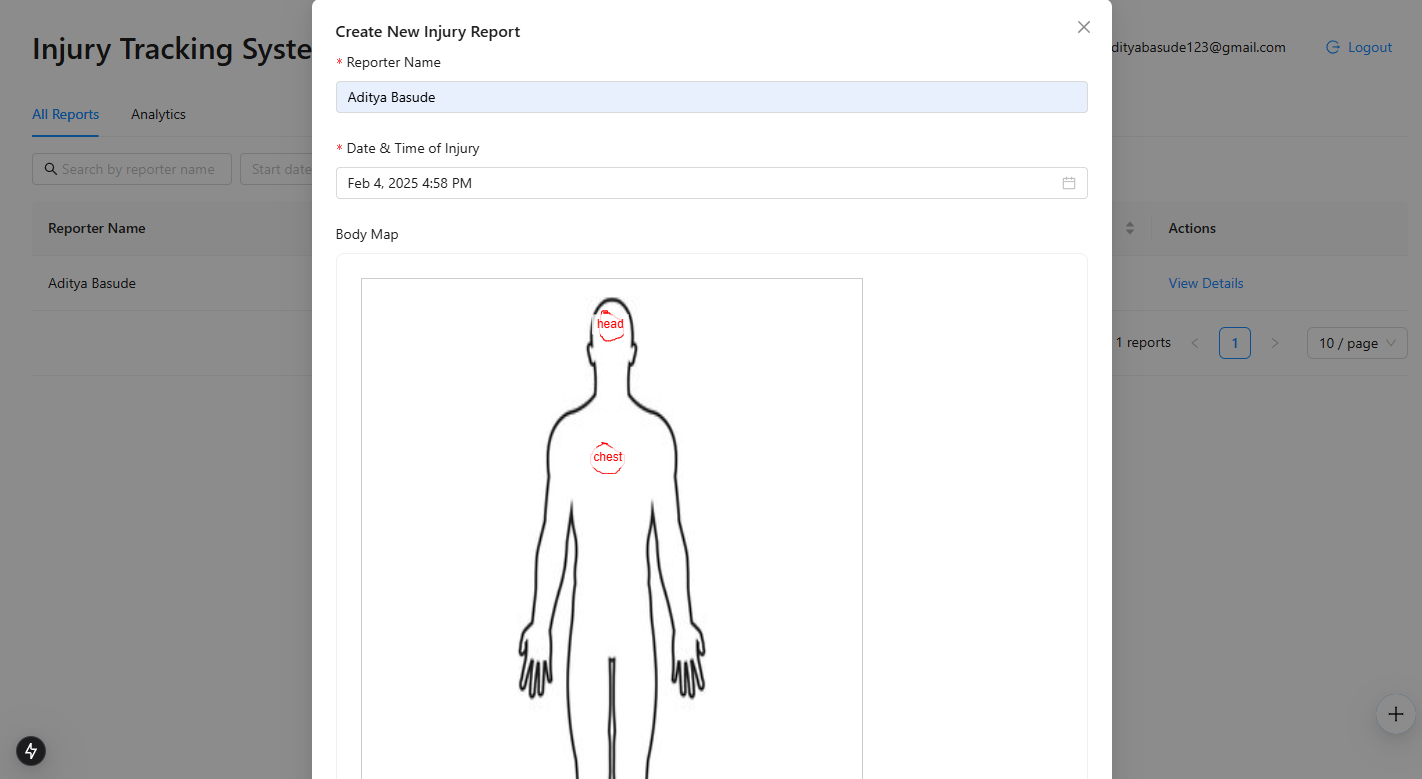 Create New Injury Report
Injury Tracking Syste
dityabasude123@gmail.com
Logout
* Reporter Name
Aditya Basude
All Reports
Analytics
* Date & Time of Injury
Search by reporter name
Start date
Feb 4, 2025 4:58 PM
Reporter Name
Actions
Body Map
Aditya Basude
View Details
head
1 reports
1
10 / page
chest